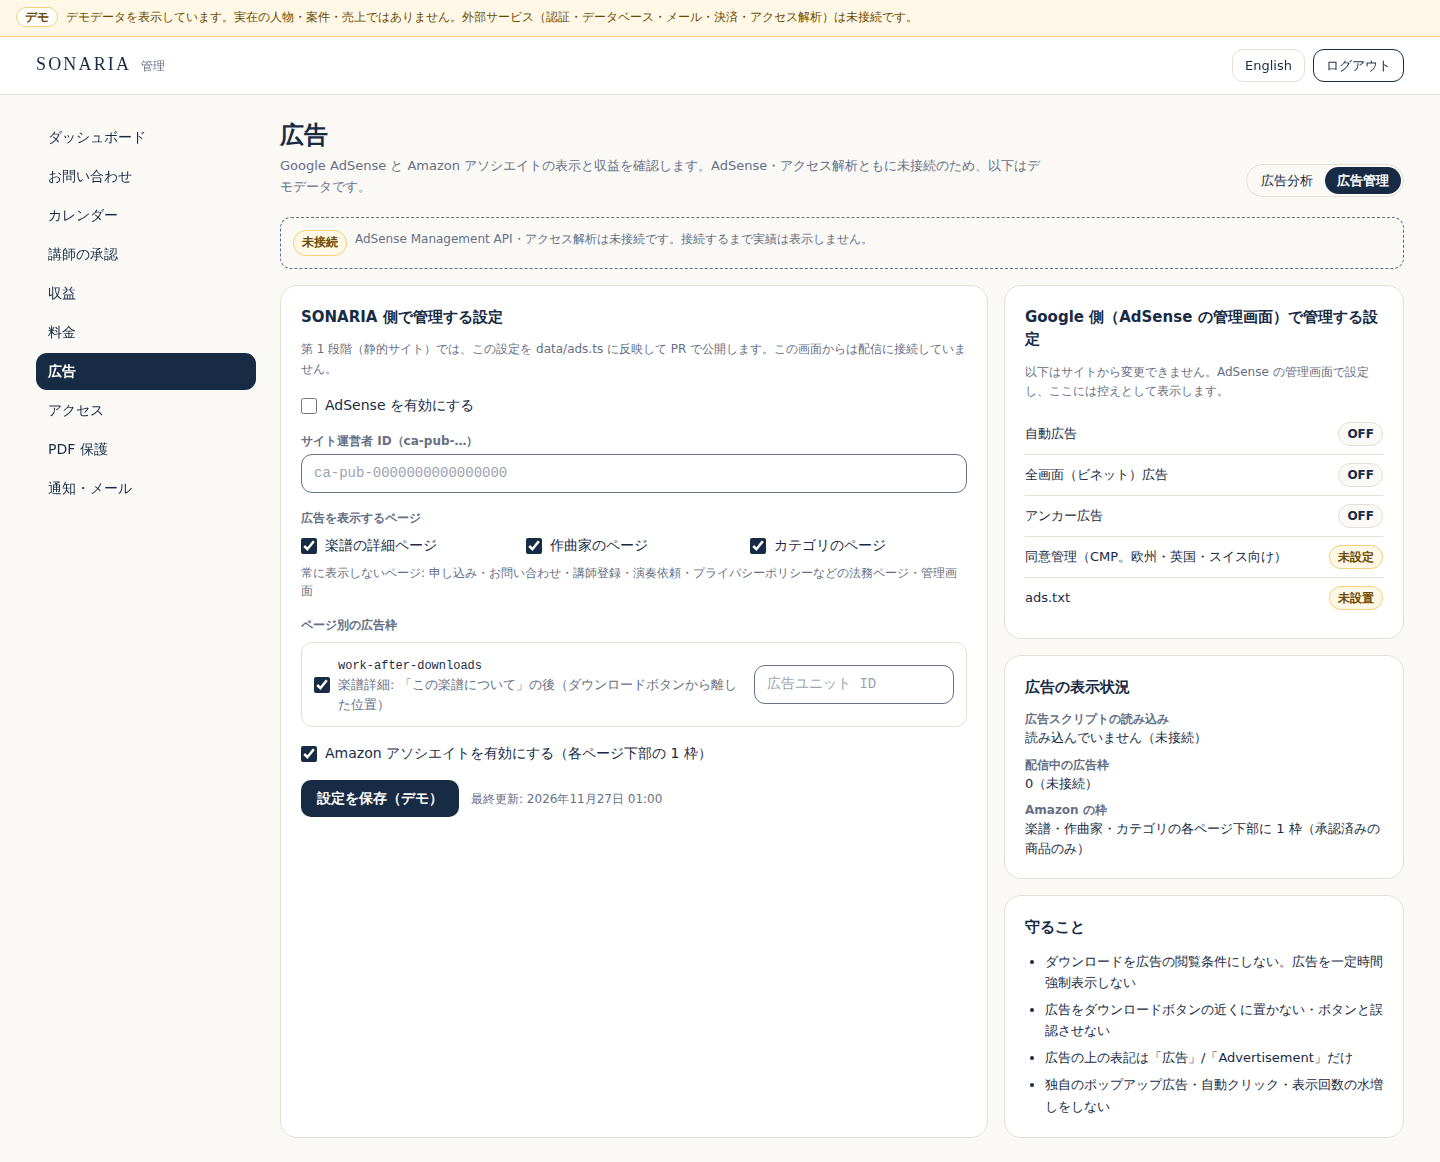 デモ デモデータを表示しています。実在の人物・案件・売上ではありません。外部サービス（認証・データベース・メール・決済・アクセス解析）は未接続です。
SONARIA 管理
English
ログアウト
ダッシュボード
お問い合わせ
カレンダー
講師の承認
収益
料金
広告
アクセス
PDF 保護
通知・メール
広告
Google AdSense と Amazon アソシエイトの表示と収益を確認します。AdSense・アクセス解析ともに未接続のため、以下はデ
モデータです。
広告分析
広告管理
未接続 AdSense Management API・アクセス解析は未接続です。接続するまで実績は表示しません。
SONARIA 側で管理する設定
第 1 段階（静的サイト）では、この設定を data/ads.ts に反映して PR で公開します。この画面からは配信に接続していま
せん。
AdSense を有効にする
サイト運営者 ID（ca-pub-…）
ca-pub-0000000000000000
広告を表示するページ
楽譜の詳細ページ
作曲家のページ
カテゴリのページ
常に表示しないページ: 申し込み・お問い合わせ・講師登録・演奏依頼・プライバシーポリシーなどの法務ページ・管理画
面
ページ別の広告枠
work-after-downloads
楽譜詳細: 「この楽譜について」の後（ダウンロードボタンから離し
た位置）
広告ユニット ID
Amazon アソシエイトを有効にする（各ページ下部の 1 枠）
設定を保存（デモ）
最終更新: 2026年11月27日 01:00
Google 側（AdSense の管理画面）で管理する設
定
以下はサイトから変更できません。AdSense の管理画面で設定
し、ここには控えとして表示します。
自動広告 OFF
全画面（ビネット）広告 OFF
アンカー広告 OFF
同意管理（CMP。欧州・英国・スイス向け） 未設定
ads.txt 未設置
広告の表示状況
広告スクリプトの読み込み
読み込んでいません（未接続）
配信中の広告枠
0（未接続）
Amazon の枠
楽譜・作曲家・カテゴリの各ページ下部に 1 枠（承認済みの
商品のみ）
守ること
ダウンロードを広告の閲覧条件にしない。広告を一定時間
強制表示しない
広告をダウンロードボタンの近くに置かない・ボタンと誤
認させない
広告の上の表記は「広告」/「Advertisement」だけ
独自のポップアップ広告・自動クリック・表示回数の水増
しをしない